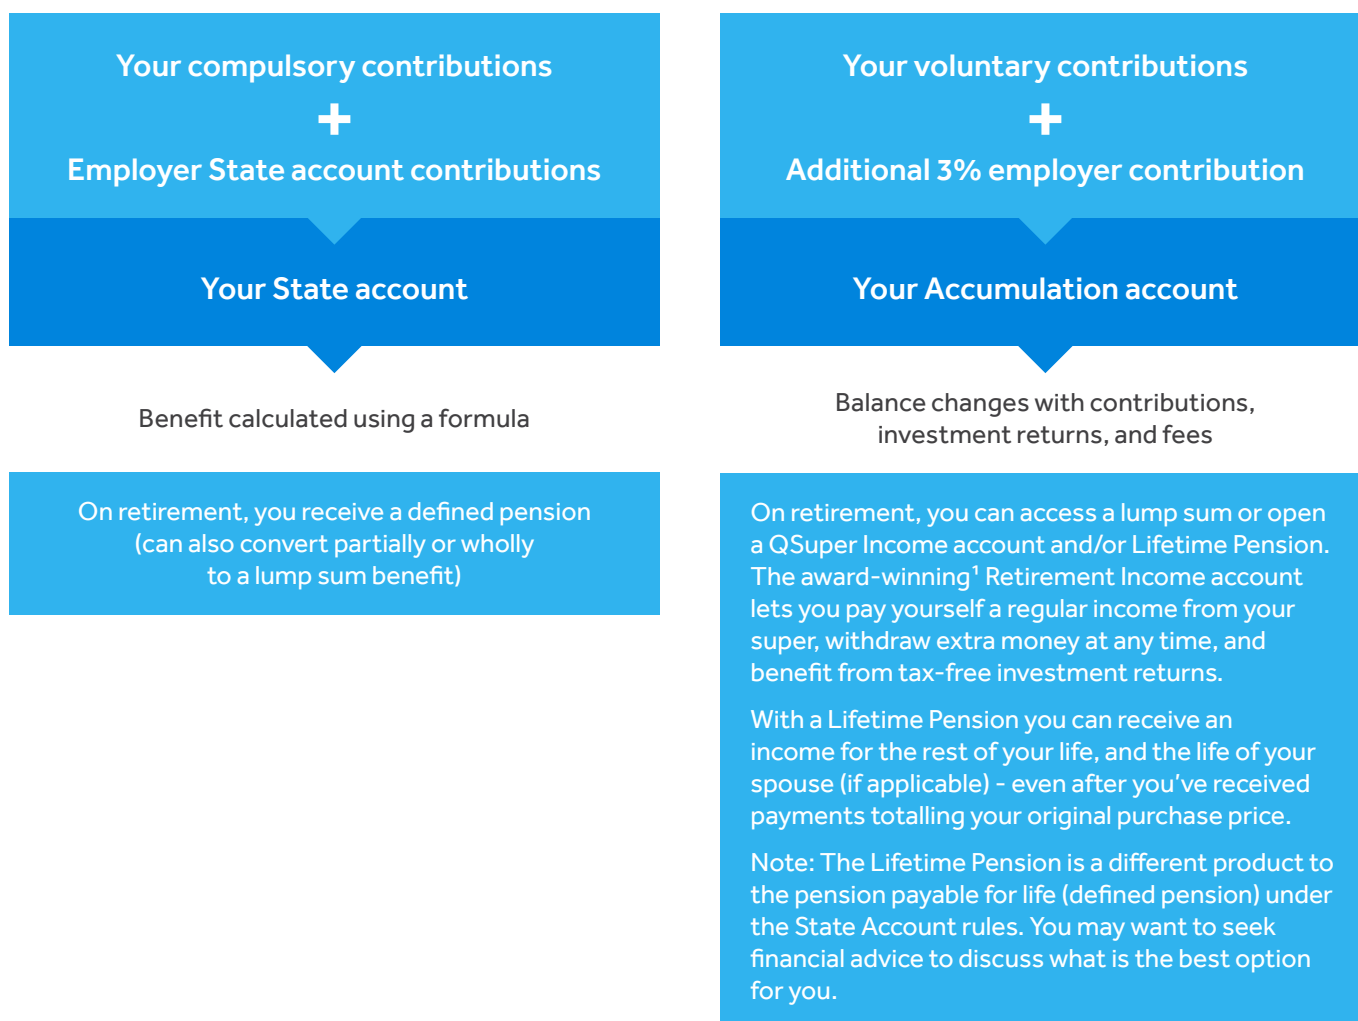 Your compulsory contributions
+
Employer State account contributions
Your State account
Benefit calculated using a formula
On retirement, you receive a defined pension
(can also convert partially or wholly
to a lump sum benefit)
Your voluntary contributions
+
Additional 3% employer contribution
Your Accumulation account
Balance changes with contributions,
investment returns, and fees
On retirement, you can access a lump sum or open
a QSuper Income account and/or Lifetime Pension.
The award-winning¹ Retirement Income account
lets you pay yourself a regular income from your
super, withdraw extra money at any time, and
benefit from tax-free investment returns.
With a Lifetime Pension you can receive an
income for the rest of your life, and the life of your
spouse (if applicable) - even after you've received
payments totalling your original purchase price.
Note: The Lifetime Pension is a different product to
the pension payable for life (defined pension) under
the State Account rules. You may want to seek
financial advice to discuss what is the best option
for you.